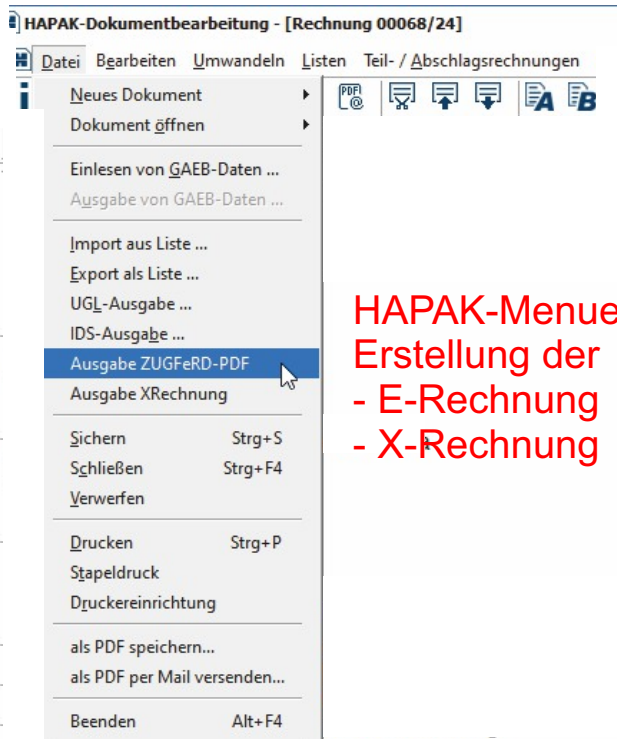 HAPAK-Dokumentbearbeitung - [Rechnung 00068/24]
Datei Bearbeiten Umwandeln Listen Teil- / Abschlagsrechnungen
Neues Dokument
PDF @ A B
Dokument öffnen
Einlesen von GAEB-Daten ...
Ausgabe von GAEB-Daten ...
Import aus Liste ...
Export als Liste ...
UGL-Ausgabe ...
IDS-Ausgabe ...
Ausgabe ZUGFeRD-PDF
Ausgabe XRechnung
Sichern Strg+S
Schließen Strg+F4
Verwerfen
Drucken Strg+P
Stapeldruck
Druckereinrichtung
als PDF speichern...
als PDF per Mail versenden...
Beenden Alt+F4
HAPAK-Menue
Erstellung der
- E-Rechnung
- X-Rechnung